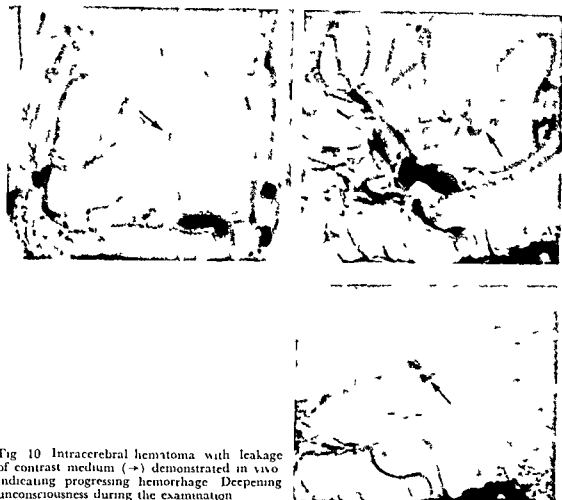 Fig 10 Intracerebral hematoma with leakage
of contrast medium (→) demonstrated in vivo
indicating progressing hemorrhage Deepening
unconsciousness during the examination